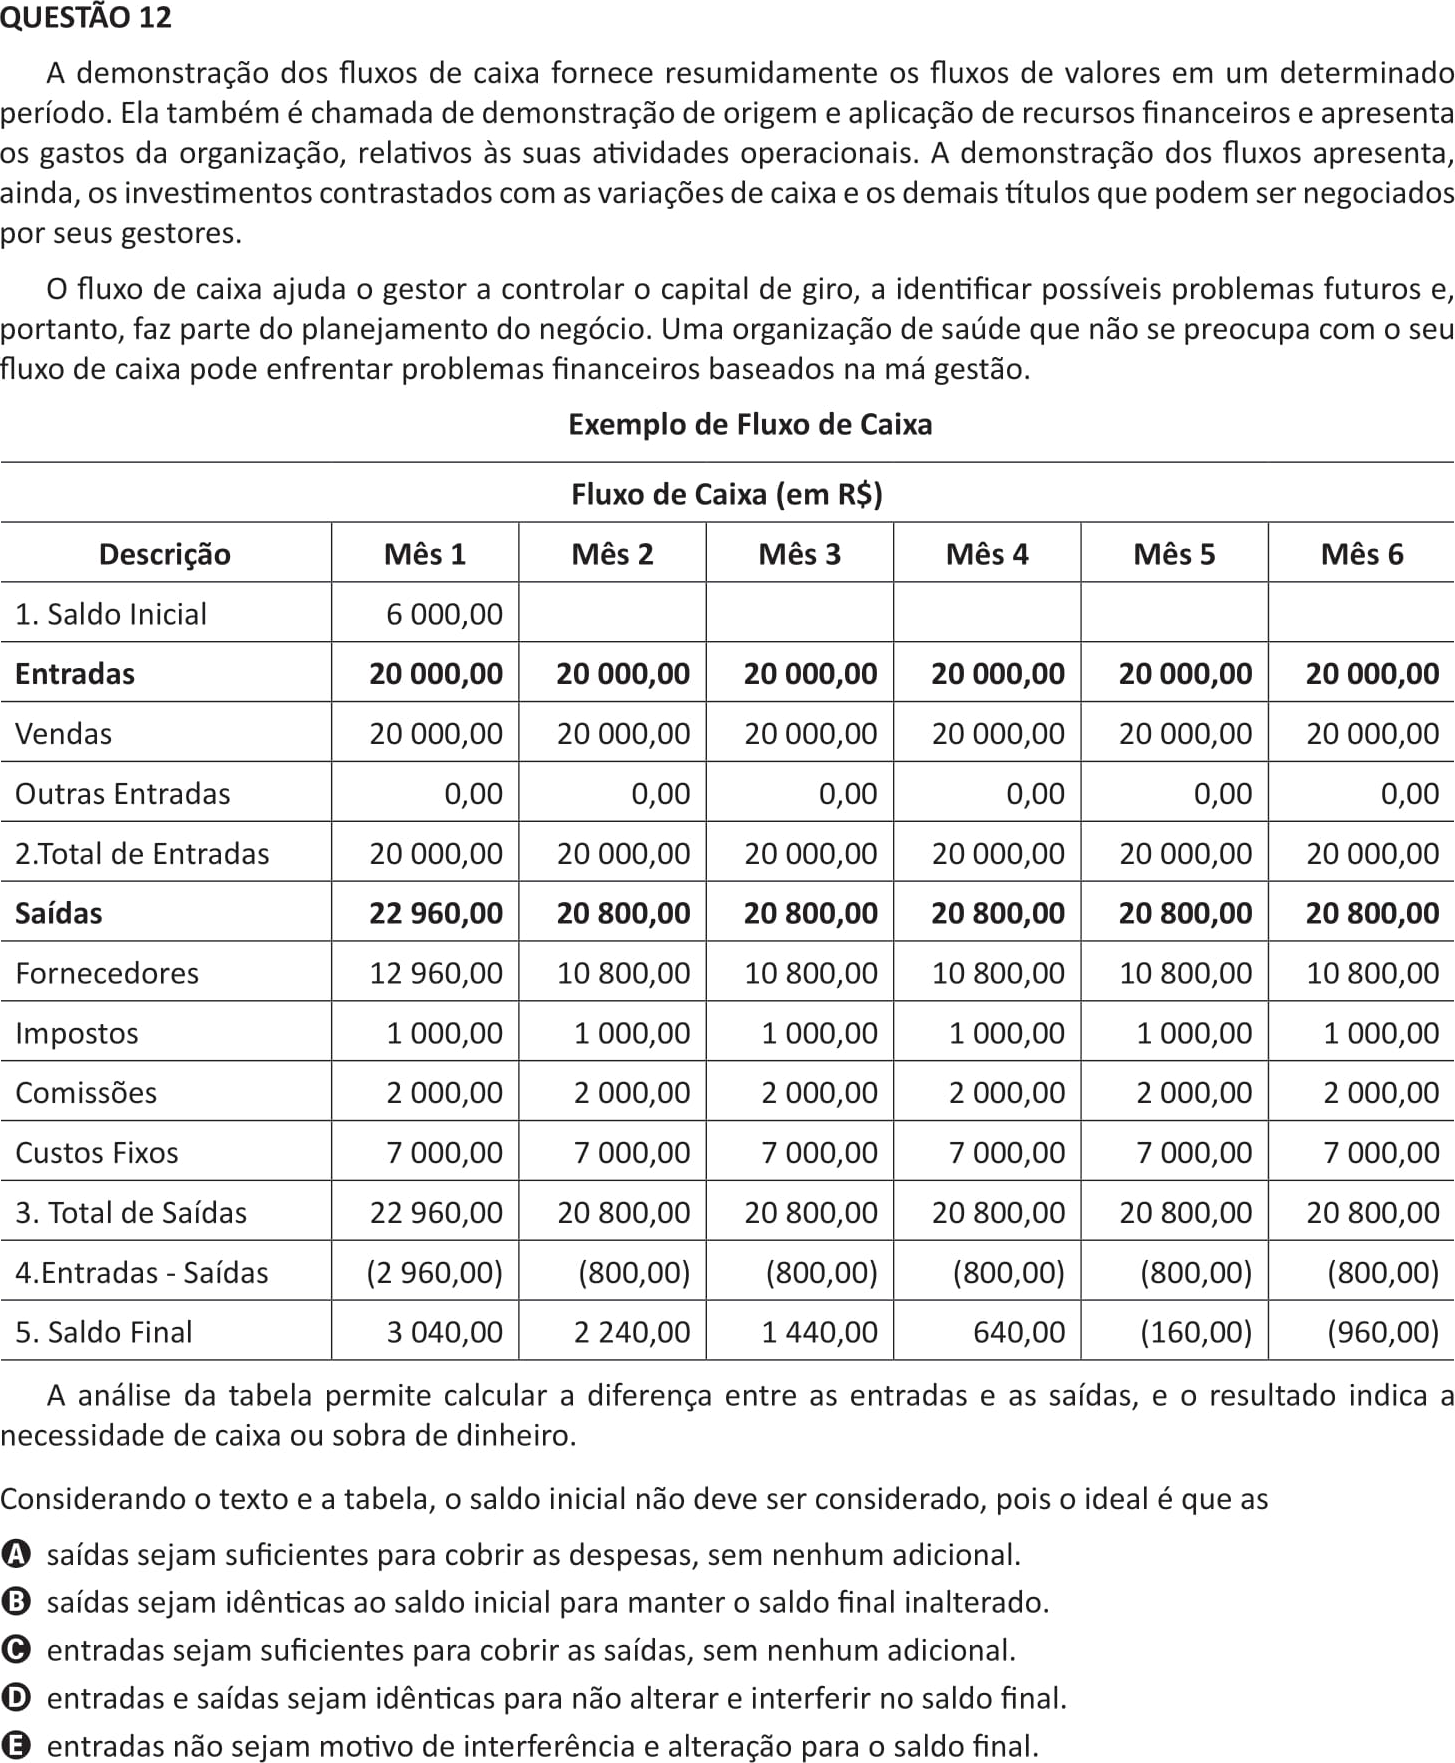 QUESTÃO 12
A demonstração dos fluxos de caixa fornece resumidamente os fluxos de valores em um determinado
período. Ela também é chamada de demonstração de origem e aplicação de recursos financeiros e apresenta
os gastos da organização, relativos às suas atividades operacionais. A demonstração dos fluxos apresenta,
ainda, os investimentos contrastados com as variações de caixa e os demais títulos que podem ser negociados
por seus gestores.
O fluxo de caixa ajuda o gestor a controlar o capital de giro, a identificar possíveis problemas futuros e,
portanto, faz parte do planejamento do negócio. Uma organização de saúde que não se preocupa com o seu
fluxo de caixa pode enfrentar problemas financeiros baseados na má gestão.
Exemplo de Fluxo de Caixa
Fluxo de Caixa (em R$)
Descrição Mês 1 Mês 2 Mês 3 Mês 4 Mês 5 Mês 6
1. Saldo Inicial 6 000,00
Entradas 20 000,00 20 000,00 20 000,00 20 000,00 20 000,00 20 000,00
Vendas 20 000,00 20 000,00 20 000,00 20 000,00 20 000,00 20 000,00
Outras Entradas 0,00 0,00 0,00 0,00 0,00 0,00
2.Total de Entradas 20 000,00 20 000,00 20 000,00 20 000,00 20 000,00 20 000,00
Saídas 22 960,00 20 800,00 20 800,00 20 800,00 20 800,00 20 800,00
Fornecedores 12 960,00 10 800,00 10 800,00 10 800,00 10 800,00 10 800,00
Impostos 1 000,00 1 000,00 1 000,00 1 000,00 1 000,00 1 000,00
Comissões 2 000,00 2 000,00 2 000,00 2 000,00 2 000,00 2 000,00
Custos Fixos 7 000,00 7 000,00 7 000,00 7 000,00 7 000,00 7 000,00
3. Total de Saídas 22 960,00 20 800,00 20 800,00 20 800,00 20 800,00 20 800,00
4.Entradas - Saídas (2 960,00) (800,00) (800,00) (800,00) (800,00) (800,00)
5. Saldo Final 3 040,00 2 240,00 1 440,00 640,00 (160,00) (960,00)
A análise da tabela permite calcular a diferença entre as entradas e as saídas, e o resultado indica a
necessidade de caixa ou sobra de dinheiro.
Considerando o texto e a tabela, o saldo inicial não deve ser considerado, pois o ideal é que as
A saídas sejam suficientes para cobrir as despesas, sem nenhum adicional.
B saídas sejam idênticas ao saldo inicial para manter o saldo final inalterado.
C entradas sejam suficientes para cobrir as saídas, sem nenhum adicional.
D entradas e saídas sejam idênticas para não alterar e interferir no saldo final.
E entradas não sejam motivo de interferência e alteração para o saldo final.